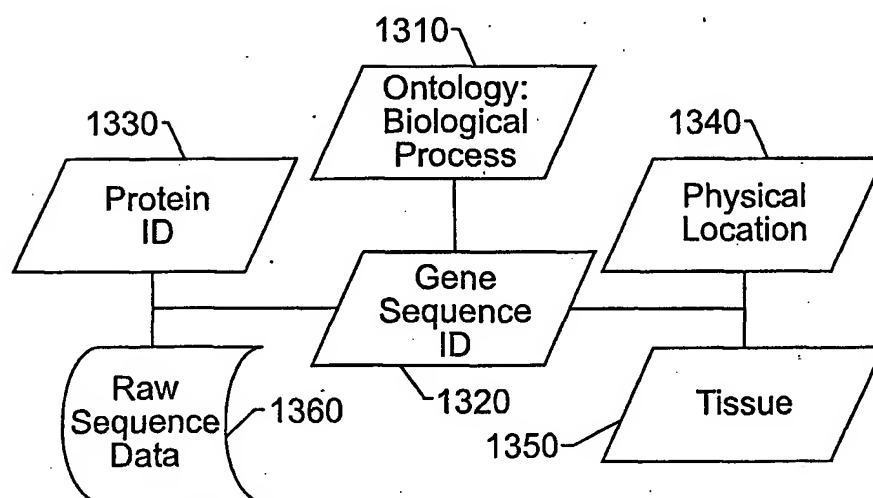 1310
Ontology:
Biological
Process
1330
Protein
ID
1340
Physical
Location
Gene
Sequence
ID
1320
Raw
Sequence
Data
1360
Tissue
1350